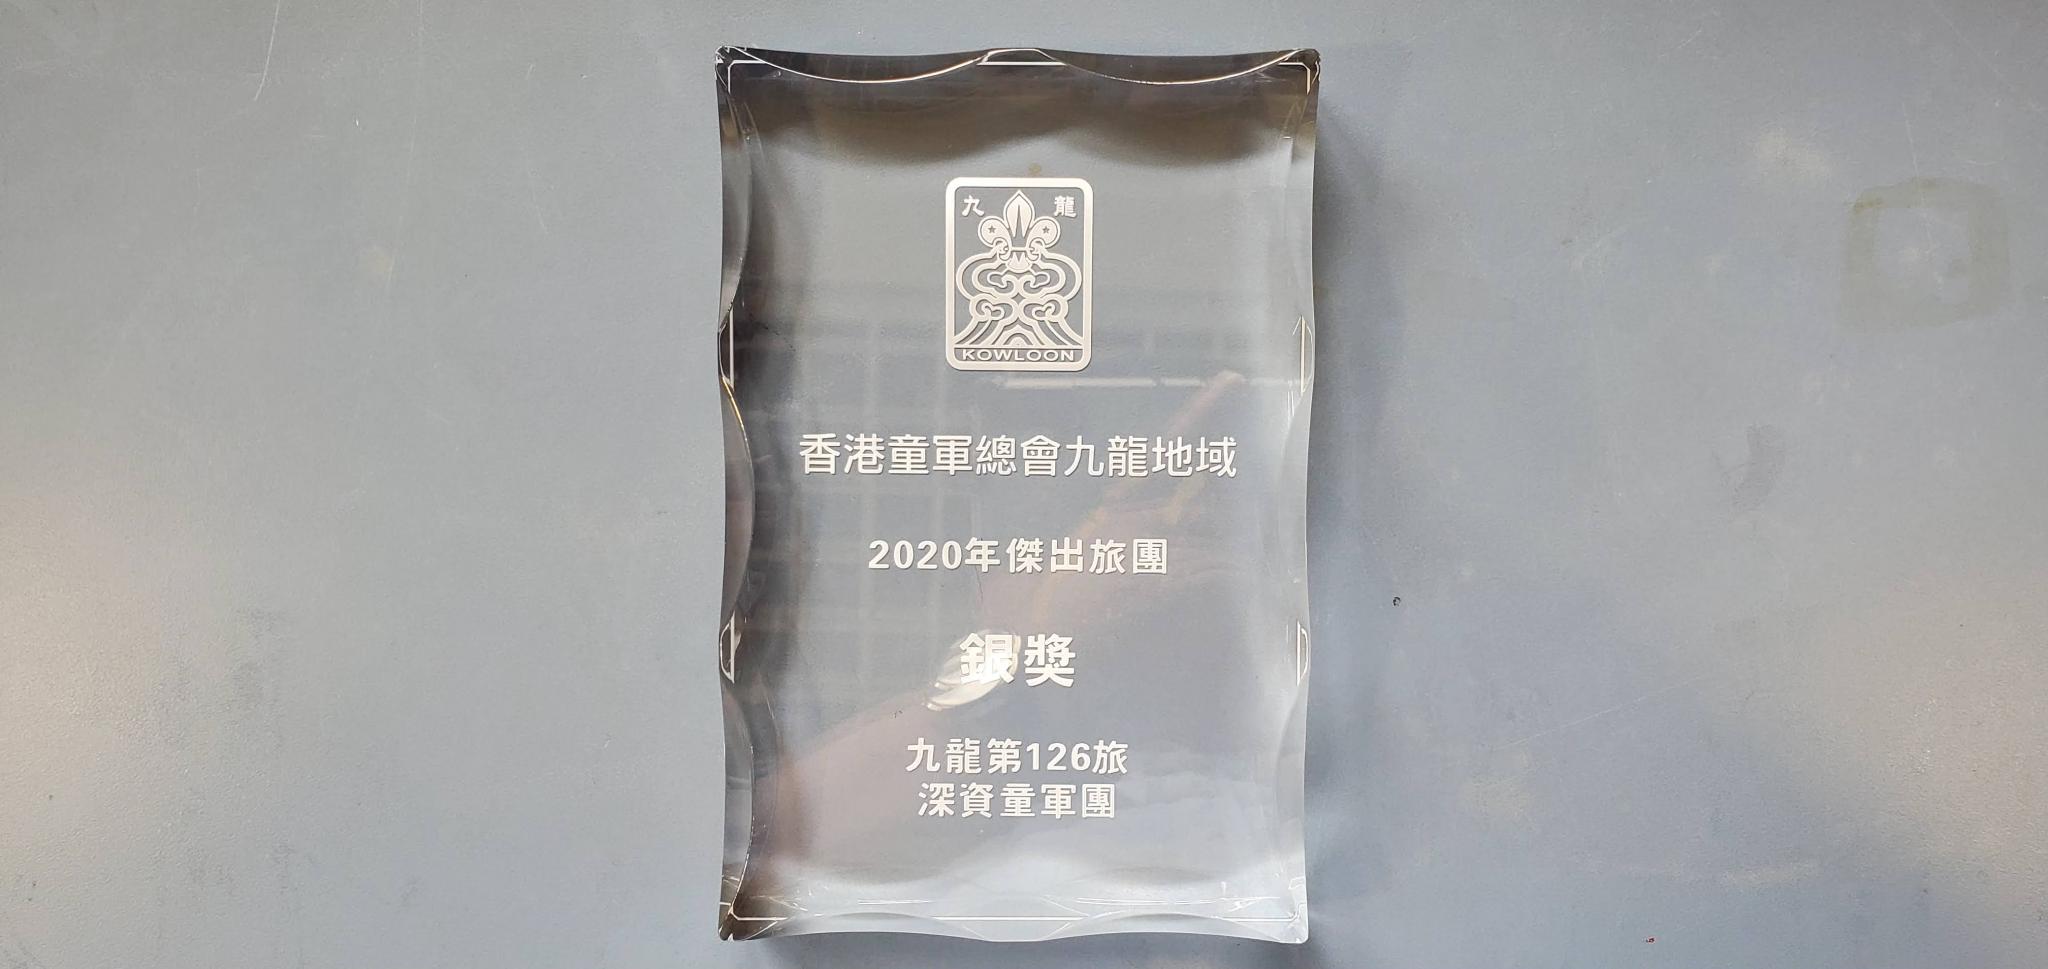 九 龍
KOWLOON
香港童軍總會九龍地域
2020年傑出旅團
銀獎
九龍第126旅
深資童軍團